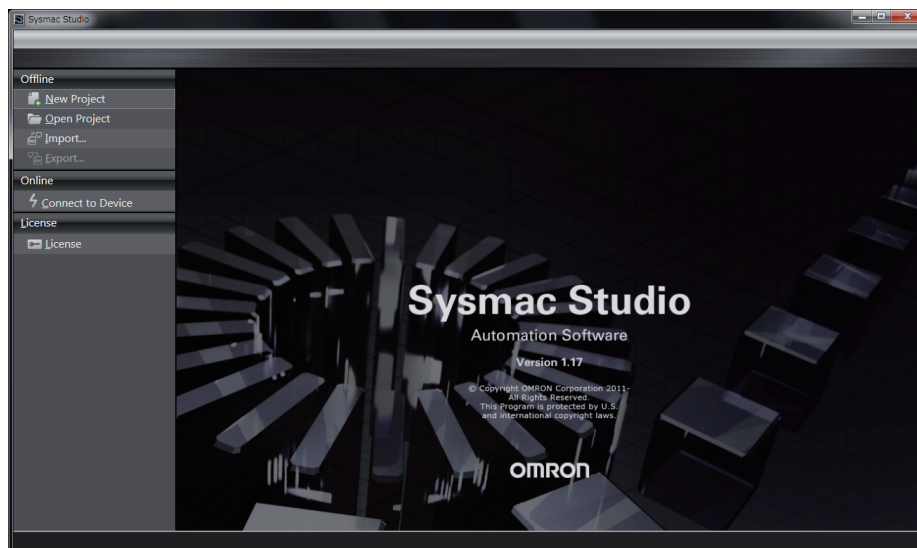 Sysmac Studio
Offline
New Project
Open Project
Import...
Export...
Online
Connect to Device
License
License
Sysmac Studio
Automation Software
Version 1.17
© Copyright OMRON Corporation 2011-
All Rights Reserved.
This Program is protected by U.S.
and international copyright laws.
OMRON